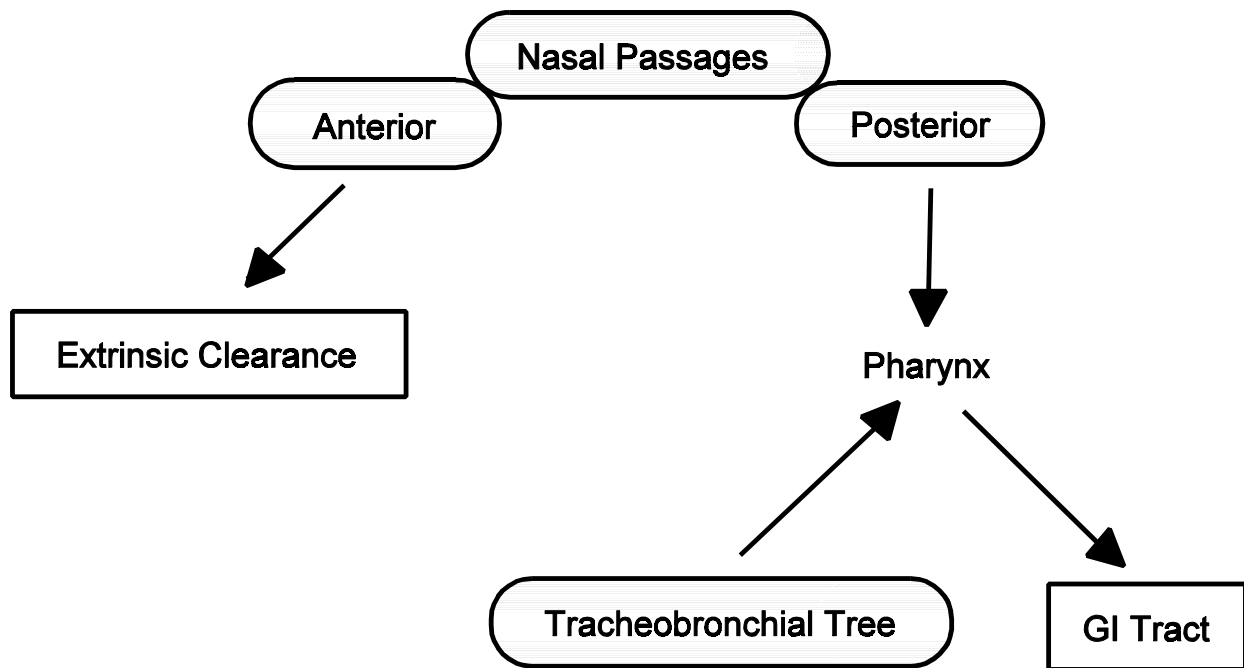 Nasal Passages
Anterior
Posterior
Extrinsic Clearance
Pharynx
Tracheobronchial Tree
GI Tract